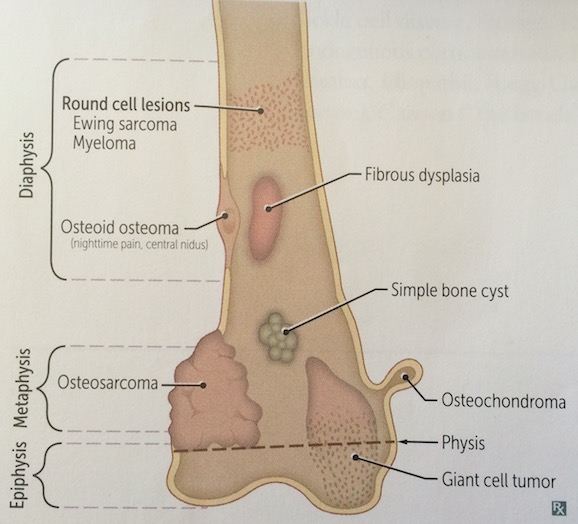 Diaphysis
Round cell lesions
Ewing sarcoma
Myeloma
Fibrous dysplasia
Osteoid osteoma
(nighttime pain, central nidus)
Simple bone cyst
Metaphysis
Osteosarcoma
Osteochondroma
Physis
Epiphysis
Giant cell tumor
Rx